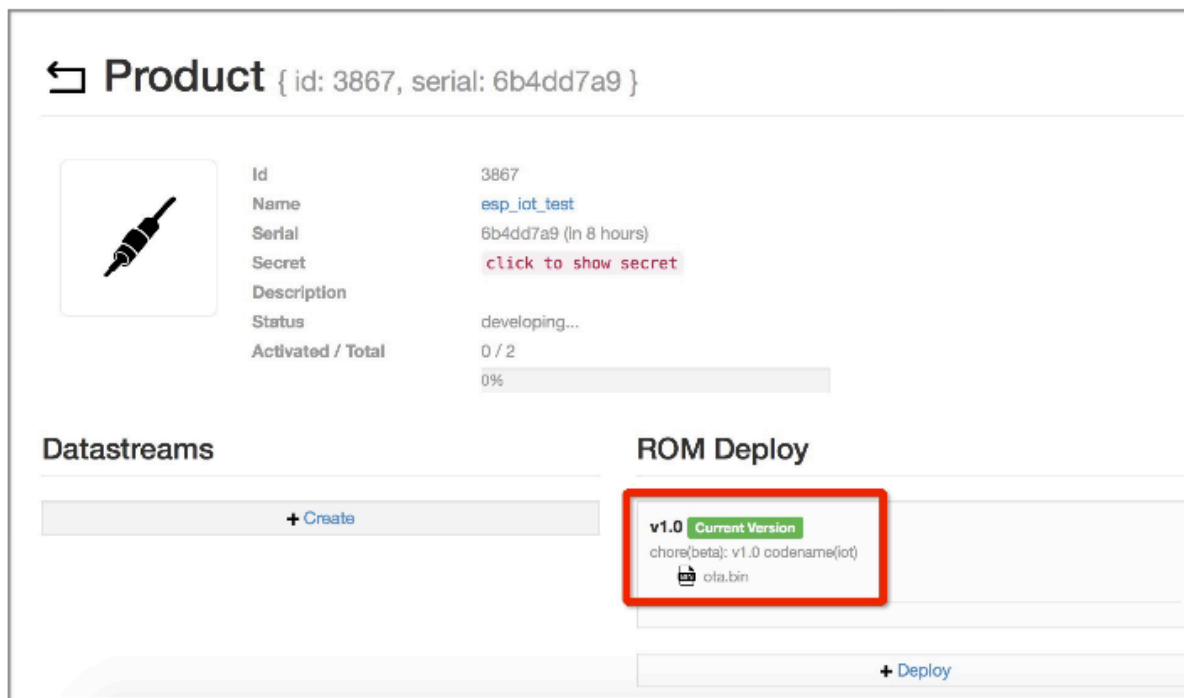 Product { id: 3867, serial: 6b4dd7a9 }
Id 3867
Name esp_iot_test
Serial 6b4dd7a9 (in 8 hours)
Secret click to show secret
Description
Status developing...
Activated / Total 0 / 2
0%
Datastreams
+ Create
ROM Deploy
v1.0 Current Version
chore(beta): v1.0 codename(iot)
ota.bin
+ Deploy